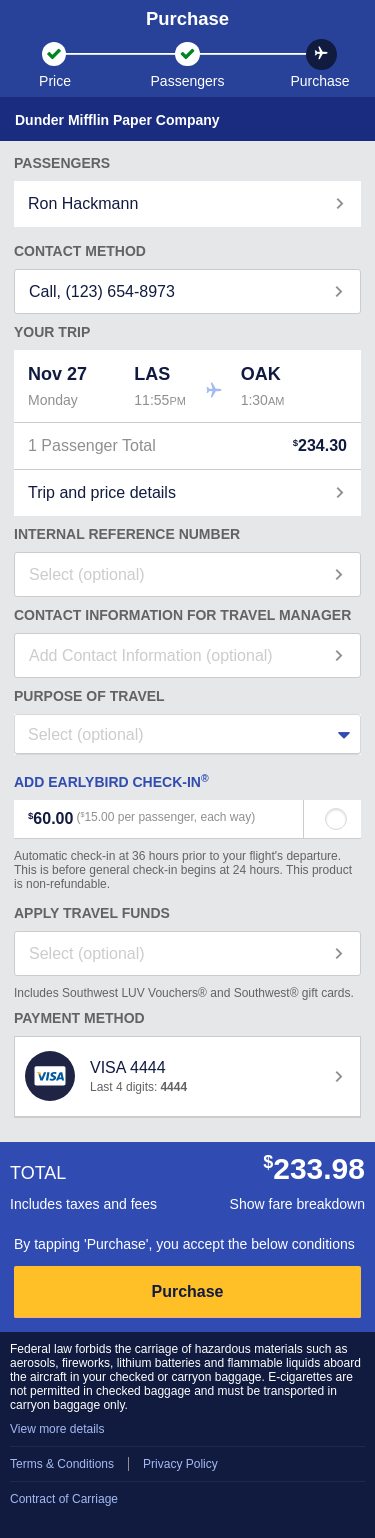 Purchase
Price
Passengers
Purchase
Dunder Mifflin Paper Company
PASSENGERS
Ron Hackmann
CONTACT METHOD
Call, (123) 654-8973
YOUR TRIP
Nov 27 LAS OAK
Monday 11:55PM 1:30AM
1 Passenger Total $234.30
Trip and price details
INTERNAL REFERENCE NUMBER
Select (optional)
CONTACT INFORMATION FOR TRAVEL MANAGER
Add Contact Information (optional)
PURPOSE OF TRAVEL
Select (optional)
ADD EARLYBIRD CHECK-IN®
$60.00 ($15.00 per passenger, each way)
Automatic check-in at 36 hours prior to your flight's departure.
This is before general check-in begins at 24 hours. This product
is non-refundable.
APPLY TRAVEL FUNDS
Select (optional)
Includes Southwest LUV Vouchers® and Southwest® gift cards.
PAYMENT METHOD
VISA
VISA 4444
Last 4 digits: 4444
TOTAL $233.98
Includes taxes and fees Show fare breakdown
By tapping 'Purchase', you accept the below conditions
Purchase
Federal law forbids the carriage of hazardous materials such as
aerosols, fireworks, lithium batteries and flammable liquids aboard
the aircraft in your checked or carryon baggage. E-cigarettes are
not permitted in checked baggage and must be transported in
carryon baggage only.
View more details
Terms & Conditions Privacy Policy
Contract of Carriage